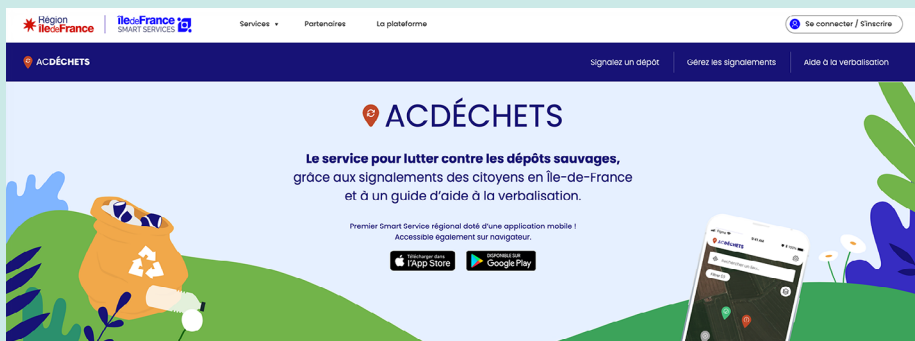 Région
îledeFrance
îledeFrance
SMART SERVICES
Services
Partenaires
La plateforme
Se connecter / S'inscrire
ACDÉCHETS
Signalez un dépôt
Gérez les signalements
Aide à la verbalisation
ACDÉCHETS
Le service pour lutter contre les dépôts sauvages,
grâce aux signalements des citoyens en Île-de-France
et à un guide d'aide à la verbalisation.
Premier Smart Service régional doté d'une application mobile !
Accessible également sur navigateur.
Télécharger dans
l'App Store
DISPONIBLE SUR
Google Play
9:41 AM
ACDÉCHETS